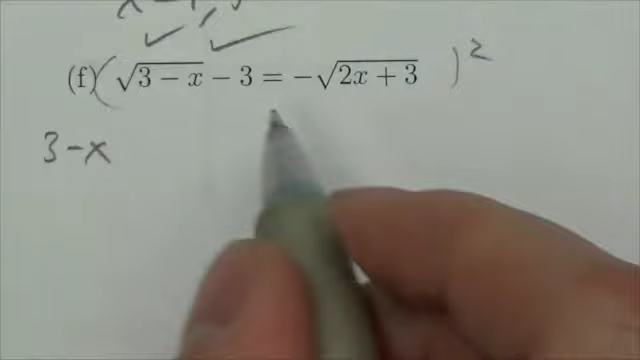 (f) ( √(3 − x) − 3 = −√(2x + 3) )²
3 − x